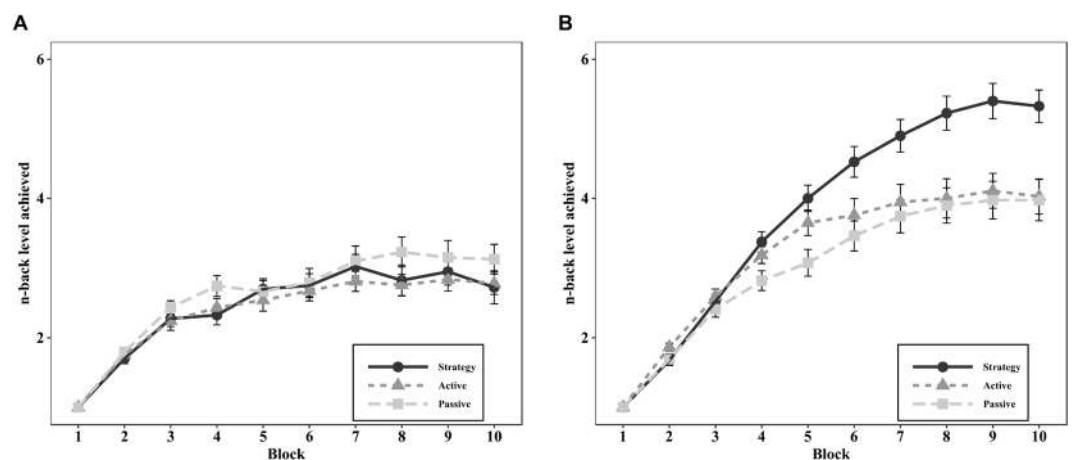 A
B
n-back level achieved
6
4
2
Strategy
Active
Passive
1 2 3 4 5 6 7 8 9 10
Block
n-back level achieved
6
4
2
Strategy
Active
Passive
1 2 3 4 5 6 7 8 9 10
Block